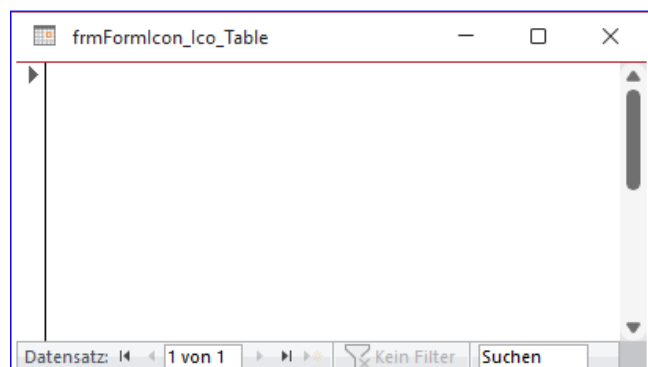 frmFormIcon_Ico_Table
Datensatz: 1 von 1 Kein Filter Suchen